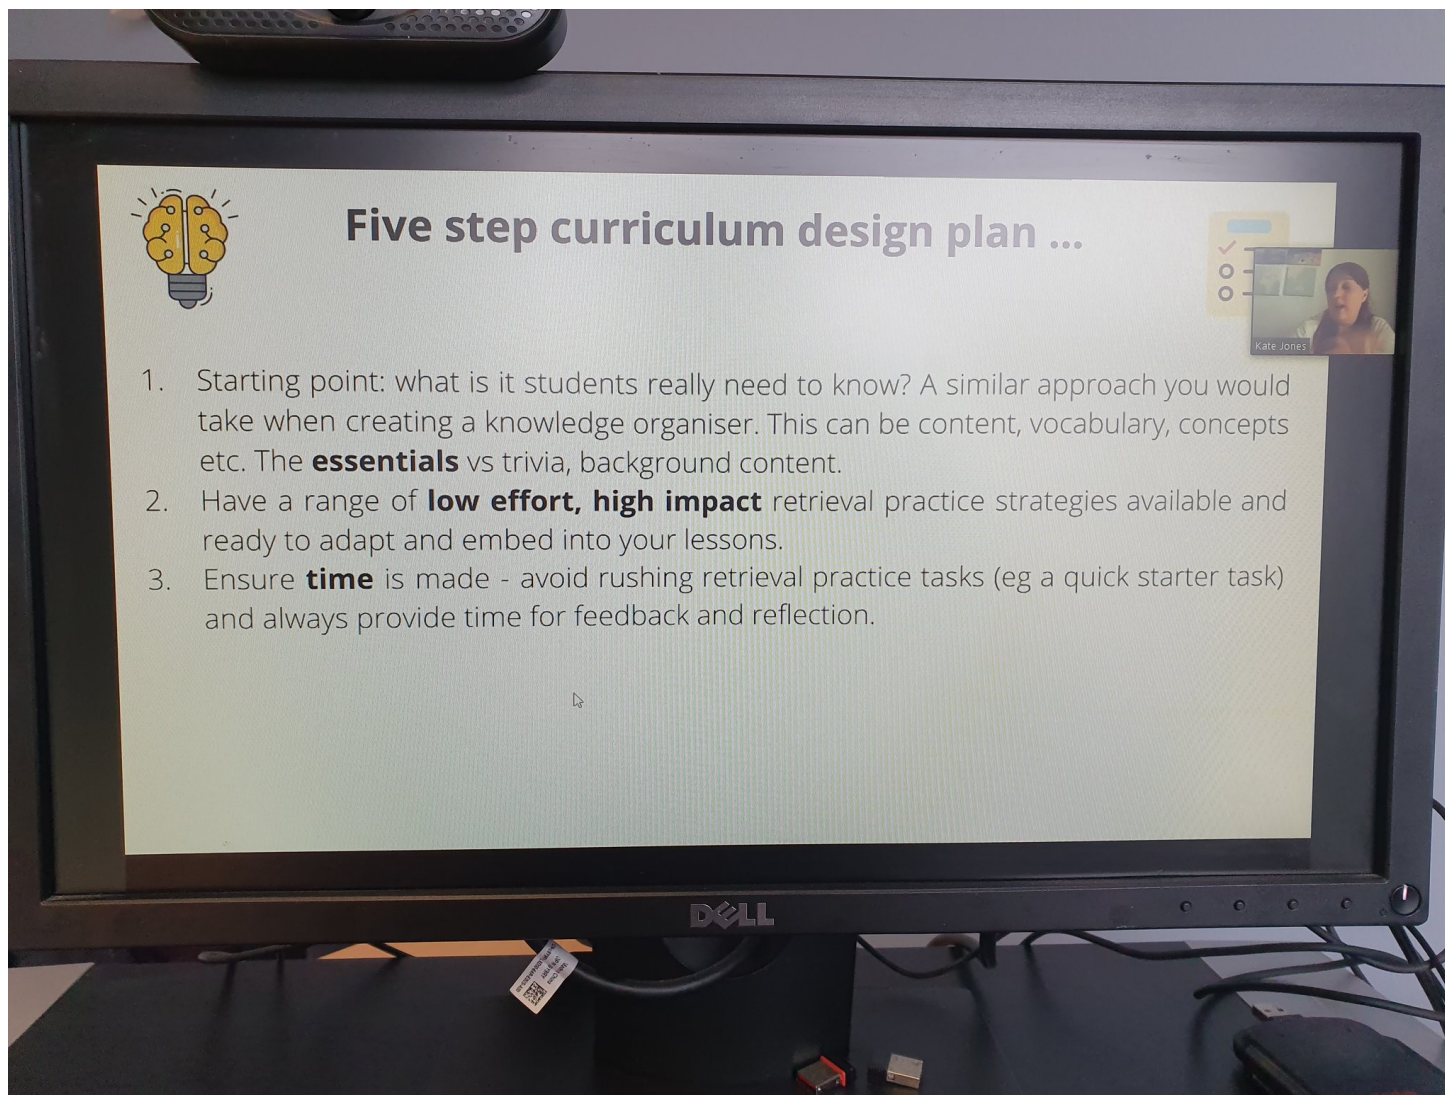 Five step curriculum design plan ...
Kate Jones
1. Starting point: what is it students really need to know? A similar approach you would
take when creating a knowledge organiser. This can be content, vocabulary, concepts
etc. The essentials vs trivia, background content.
2. Have a range of low effort, high impact retrieval practice strategies available and
ready to adapt and embed into your lessons.
3. Ensure time is made - avoid rushing retrieval practice tasks (eg a quick starter task)
and always provide time for feedback and reflection.
DELL